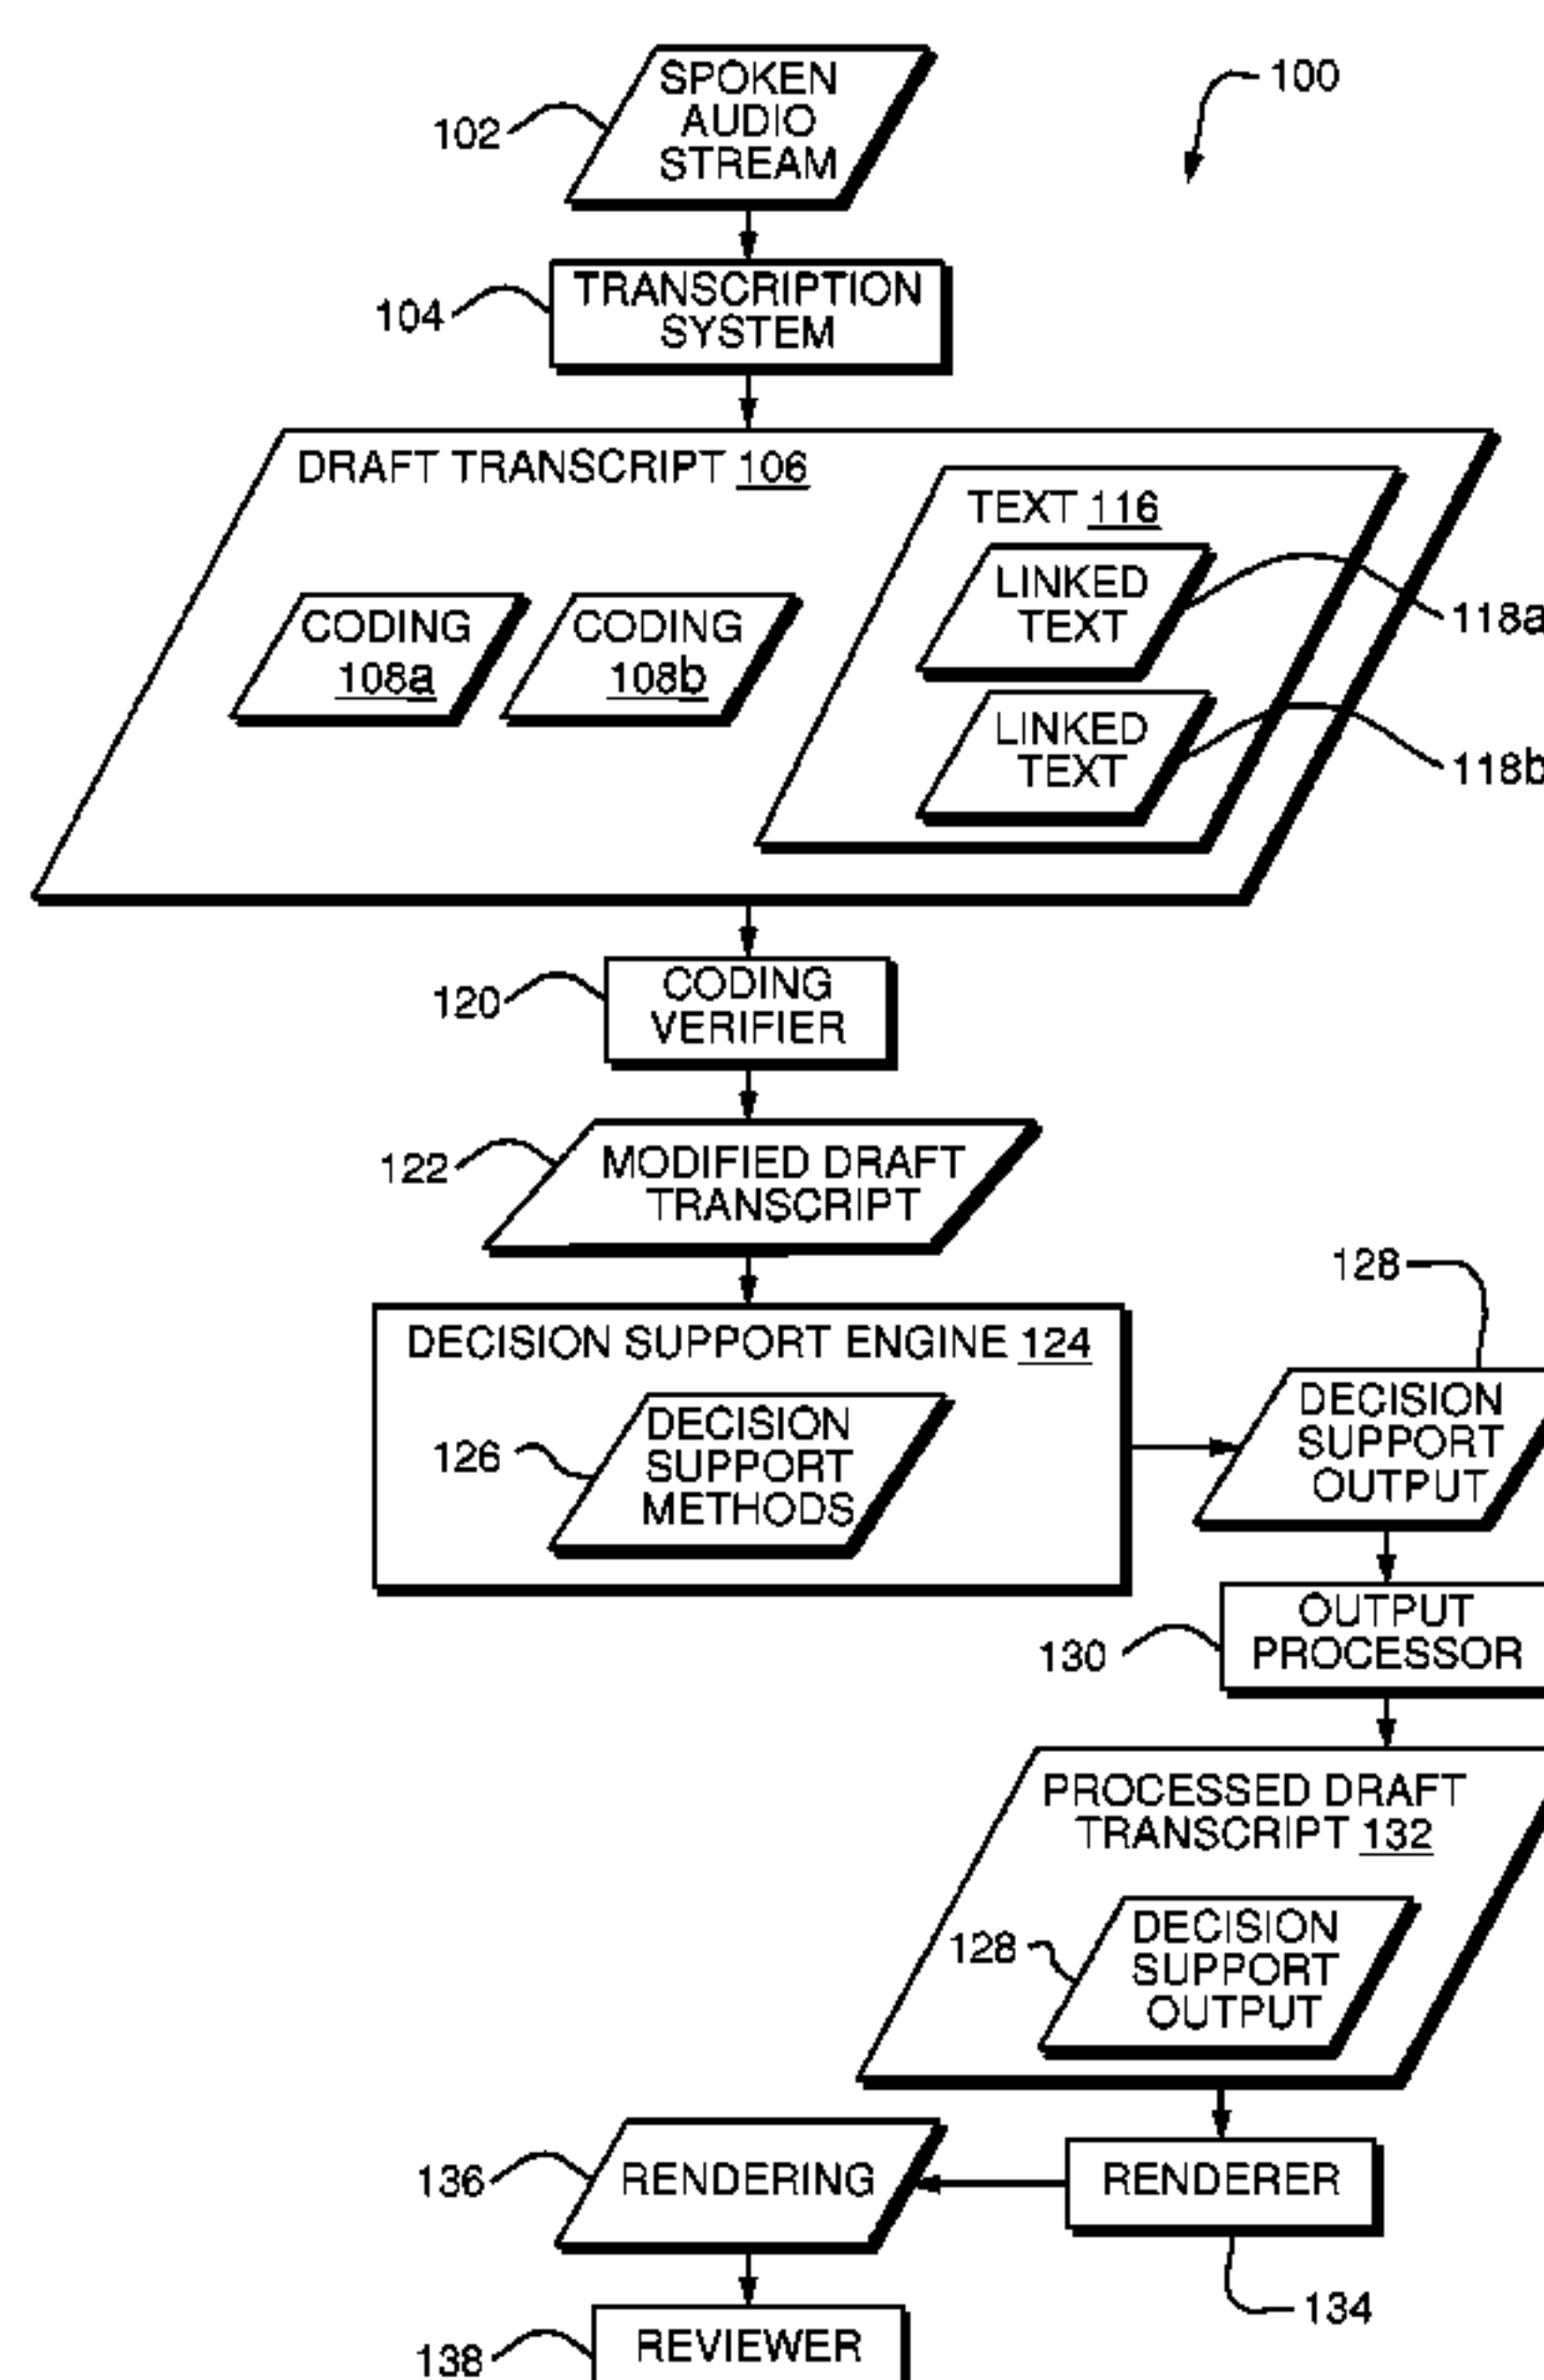 100
SPOKEN
AUDIO
STREAM
102
TRANSCRIPTION
SYSTEM
104
DRAFT TRANSCRIPT 106
TEXT 116
LINKED
TEXT
118a
CODING
108a
CODING
108b
LINKED
TEXT
118b
120
CODING
VERIFIER
122
MODIFIED DRAFT
TRANSCRIPT
128
DECISION SUPPORT ENGINE 124
126
DECISION
SUPPORT
METHODS
DECISION
SUPPORT
OUTPUT
130
OUTPUT
PROCESSOR
PROCESSED DRAFT
TRANSCRIPT 132
128
DECISION
SUPPORT
OUTPUT
136
RENDERING
RENDERER
134
138
REVIEWER